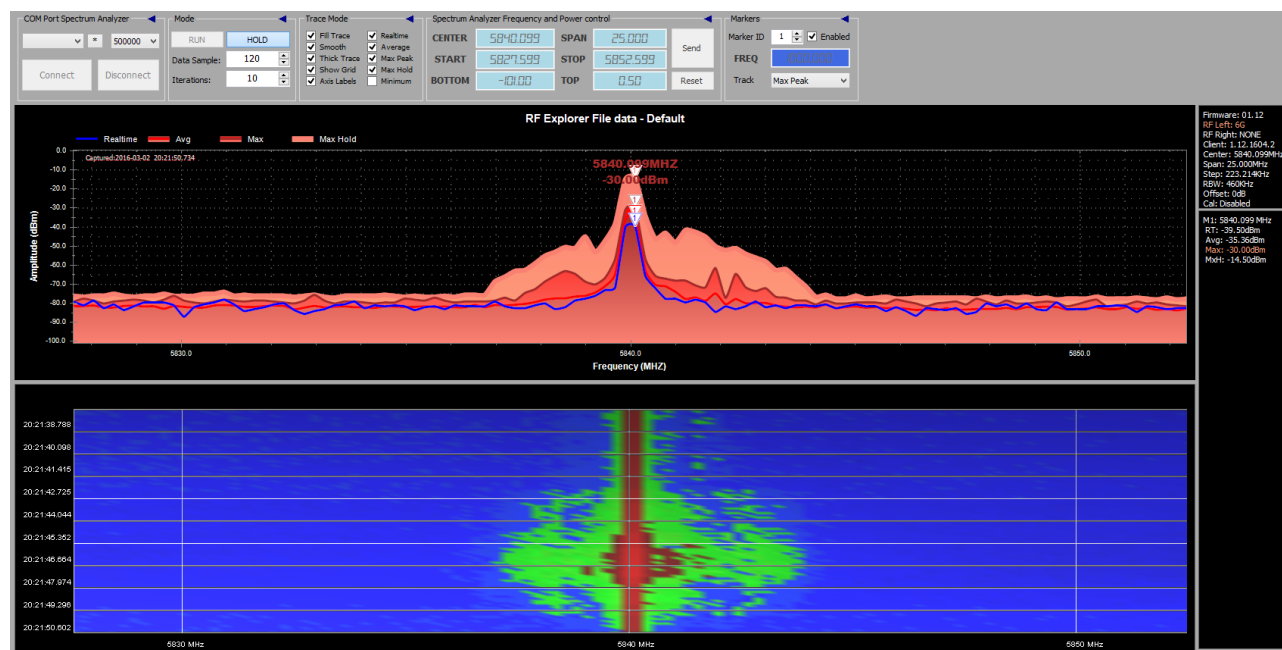 COM Port Spectrum Analyzer
* 500000
Connect Disconnect
Mode
RUN HOLD
Data Sample: 120
Iterations: 10
Trace Mode
Fill Trace Realtime
Smooth Average
Thick Trace Max Peak
Show Grid Max Hold
Axis Labels Minimum
Spectrum Analyzer Frequency and Power control
CENTER 5840.099 SPAN 25.000
START 5827.599 STOP 5852.599
BOTTOM -101.00 TOP 0.50
Send
Reset
Markers
Marker ID 1 Enabled
FREQ
Track Max Peak
RF Explorer File data - Default
Realtime Avg Max Max Hold
Captured:2016-03-02 20:21:50.734
5840.099MHZ
-30.00dBm
1
1
1
1
Amplitude (dBm)
0.0
-10.0
-20.0
-30.0
-40.0
-50.0
-60.0
-70.0
-80.0
-90.0
-100.0
5830.0 5840.0 5850.0
Frequency (MHZ)
Firmware: 01.12
RF Left: 6G
RF Right: NONE
Client: 1.12.1604.2
Center: 5840.099MHz
Span: 25.000MHz
Step: 223.214KHz
RBW: 460KHz
Offset: 0dB
Cal: Disabled
M1: 5840.099 MHz
RT: -39.50dBm
Avg: -35.36dBm
Max: -30.00dBm
MxH: -14.50dBm
20:21:38.788
20:21:40.098
20:21:41.415
20:21:42.725
20:21:44.044
20:21:45.352
20:21:46.664
20:21:47.974
20:21:49.296
20:21:50.602
5830 MHz 5840 MHz 5850 MHz